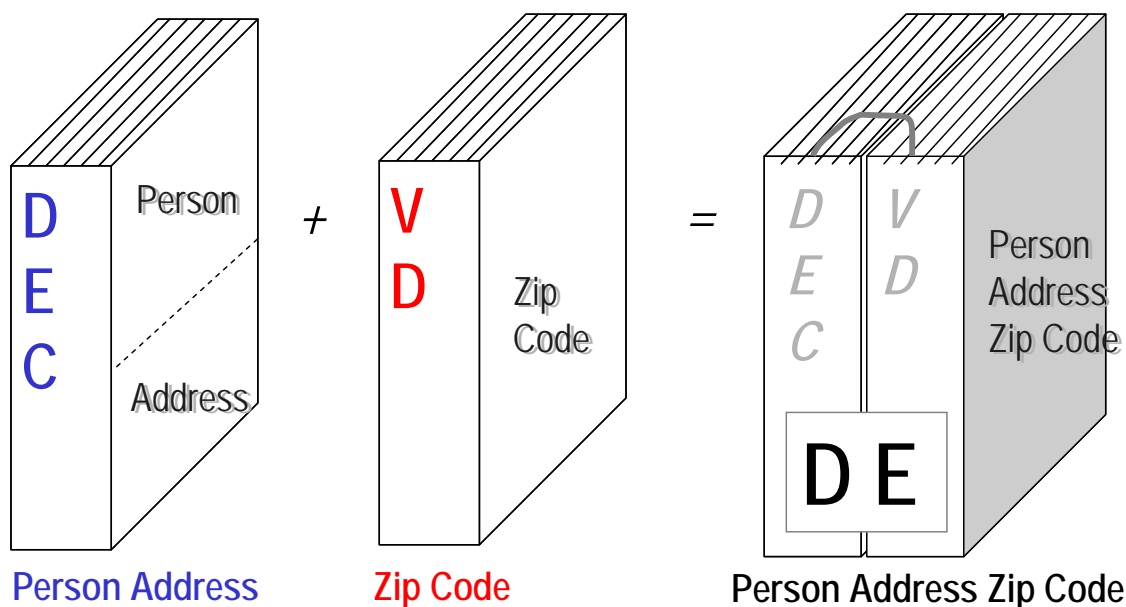 D
E
C
Person
Address
Person Address
+
V
D
Zip
Code
Zip Code
=
D
E
C
V
D
Person
Address
Zip Code
D E
Person Address Zip Code